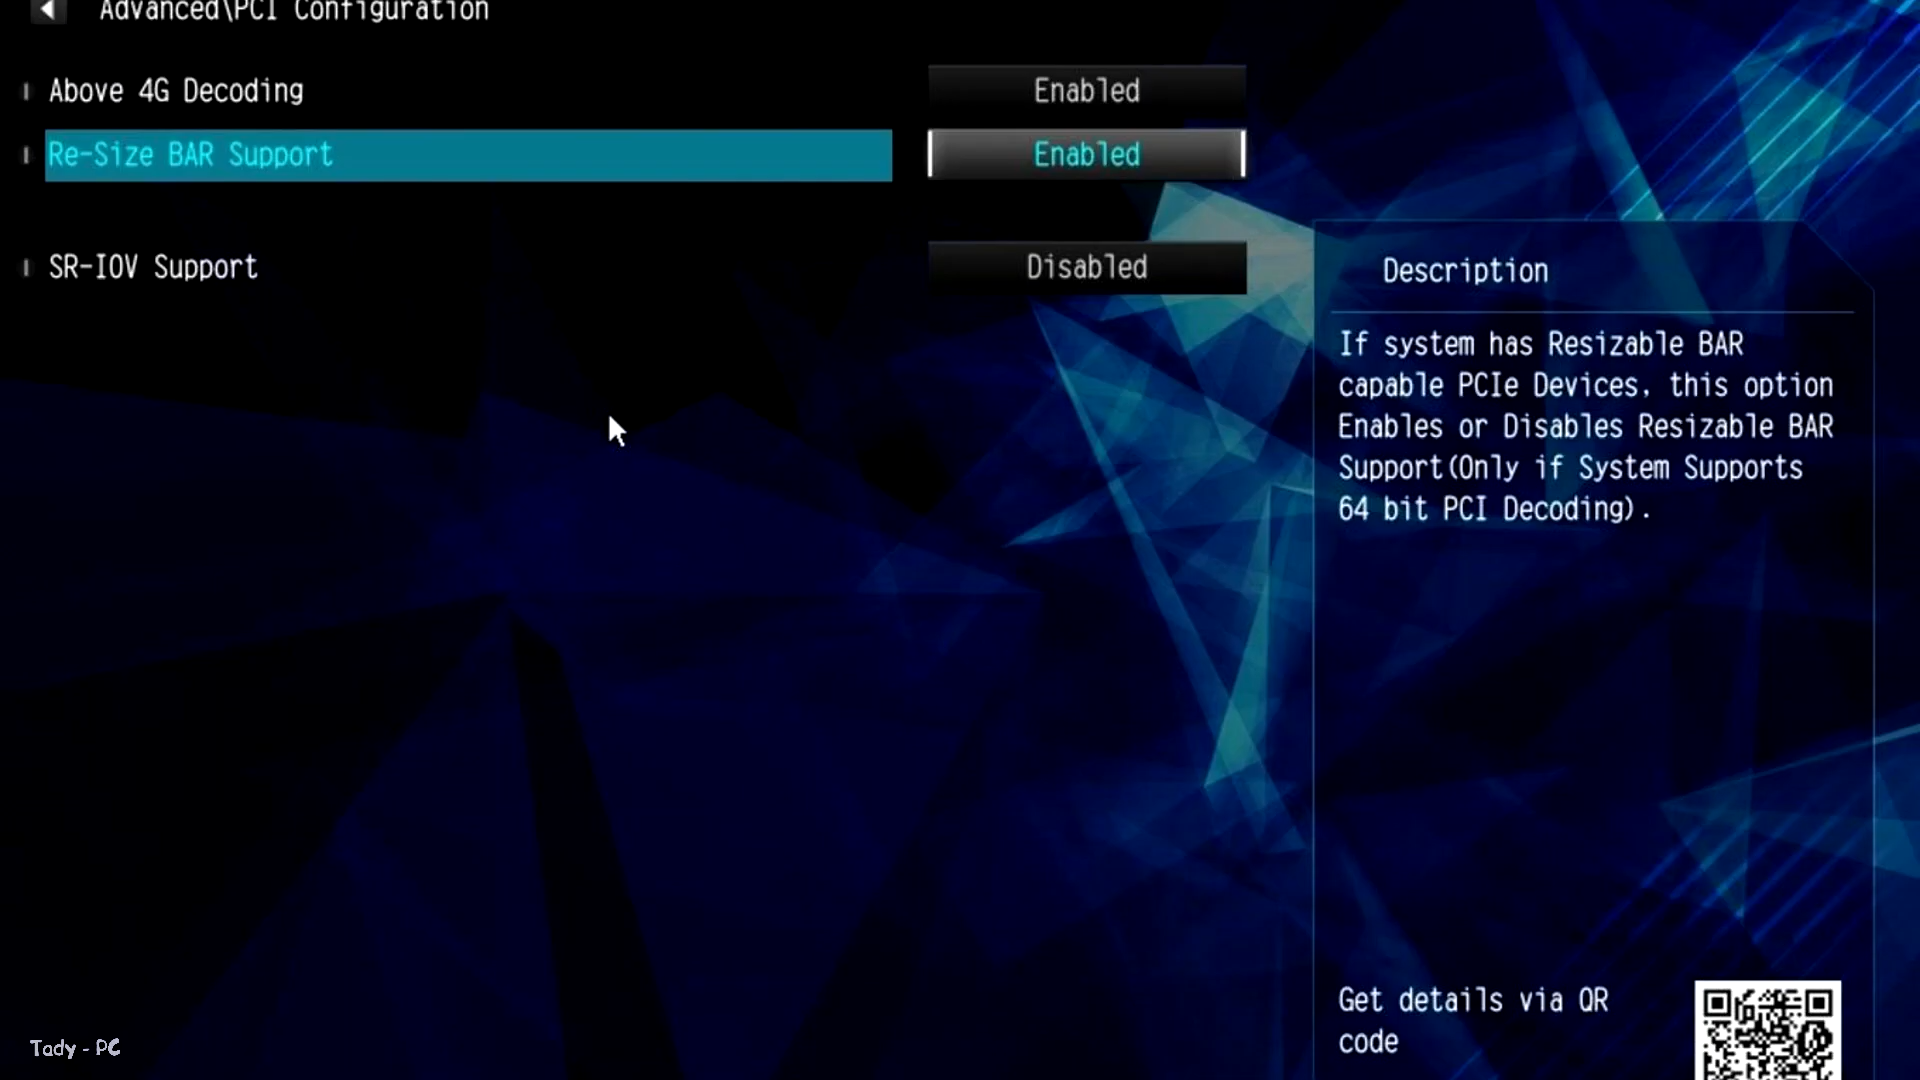 Advanced\PCI Configuration
Above 4G Decoding Enabled
Re-Size BAR Support Enabled
SR-IOV Support Disabled
Description
If system has Resizable BAR
capable PCIe Devices, this option
Enables or Disables Resizable BAR
Support(Only if System Supports
64 bit PCI Decoding).
Get details via QR
code
Tady - PC